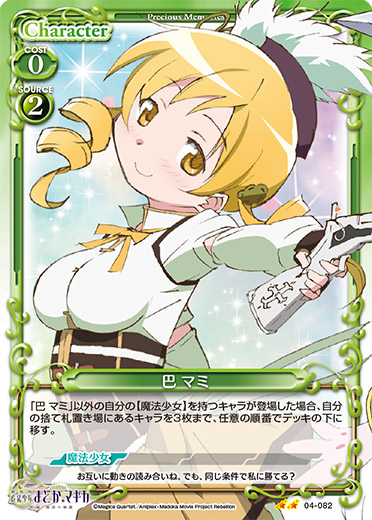 Precious Memories
Character
COST
0
SOURCE
2
巴 マミ
「巴 マミ」以外の自分の【魔法少女】を持つキャラが登場した場合、自分
の捨て札置き場にあるキャラを3枚まで、任意の順番でデッキの下に
移す。
魔法少女
お互いに動きの読み合いね。でも、同じ条件で私に勝てる?
まどか☆マギカ
©Magica Quartet／Aniplex・Madoka Movie Project Rebellion
04-082